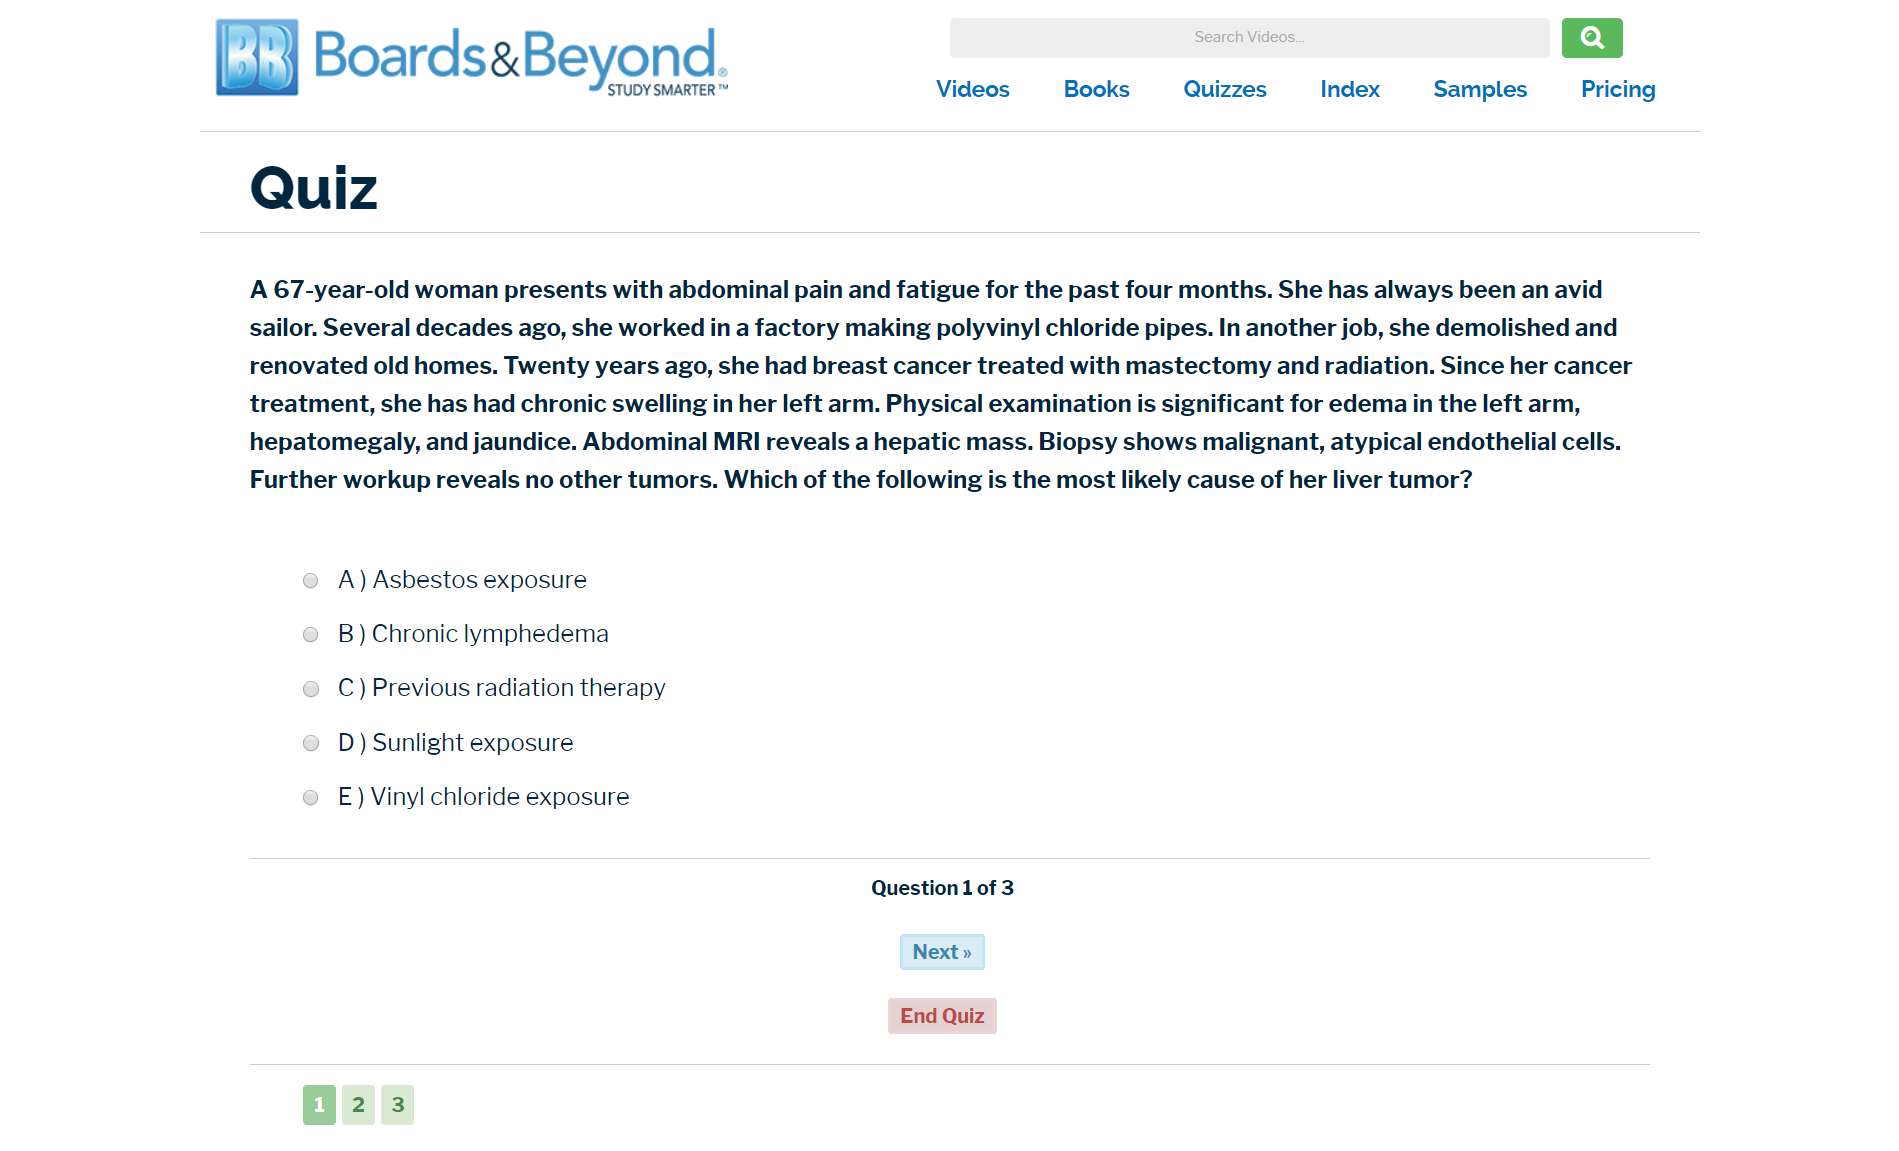 BB Boards&Beyond®
STUDY SMARTER™
Search Videos...
Videos Books Quizzes Index Samples Pricing
Quiz
A 67-year-old woman presents with abdominal pain and fatigue for the past four months. She has always been an avid
sailor. Several decades ago, she worked in a factory making polyvinyl chloride pipes. In another job, she demolished and
renovated old homes. Twenty years ago, she had breast cancer treated with mastectomy and radiation. Since her cancer
treatment, she has had chronic swelling in her left arm. Physical examination is significant for edema in the left arm,
hepatomegaly, and jaundice. Abdominal MRI reveals a hepatic mass. Biopsy shows malignant, atypical endothelial cells.
Further workup reveals no other tumors. Which of the following is the most likely cause of her liver tumor?
A ) Asbestos exposure
B ) Chronic lymphedema
C ) Previous radiation therapy
D ) Sunlight exposure
E ) Vinyl chloride exposure
Question 1 of 3
Next »
End Quiz
1 2 3